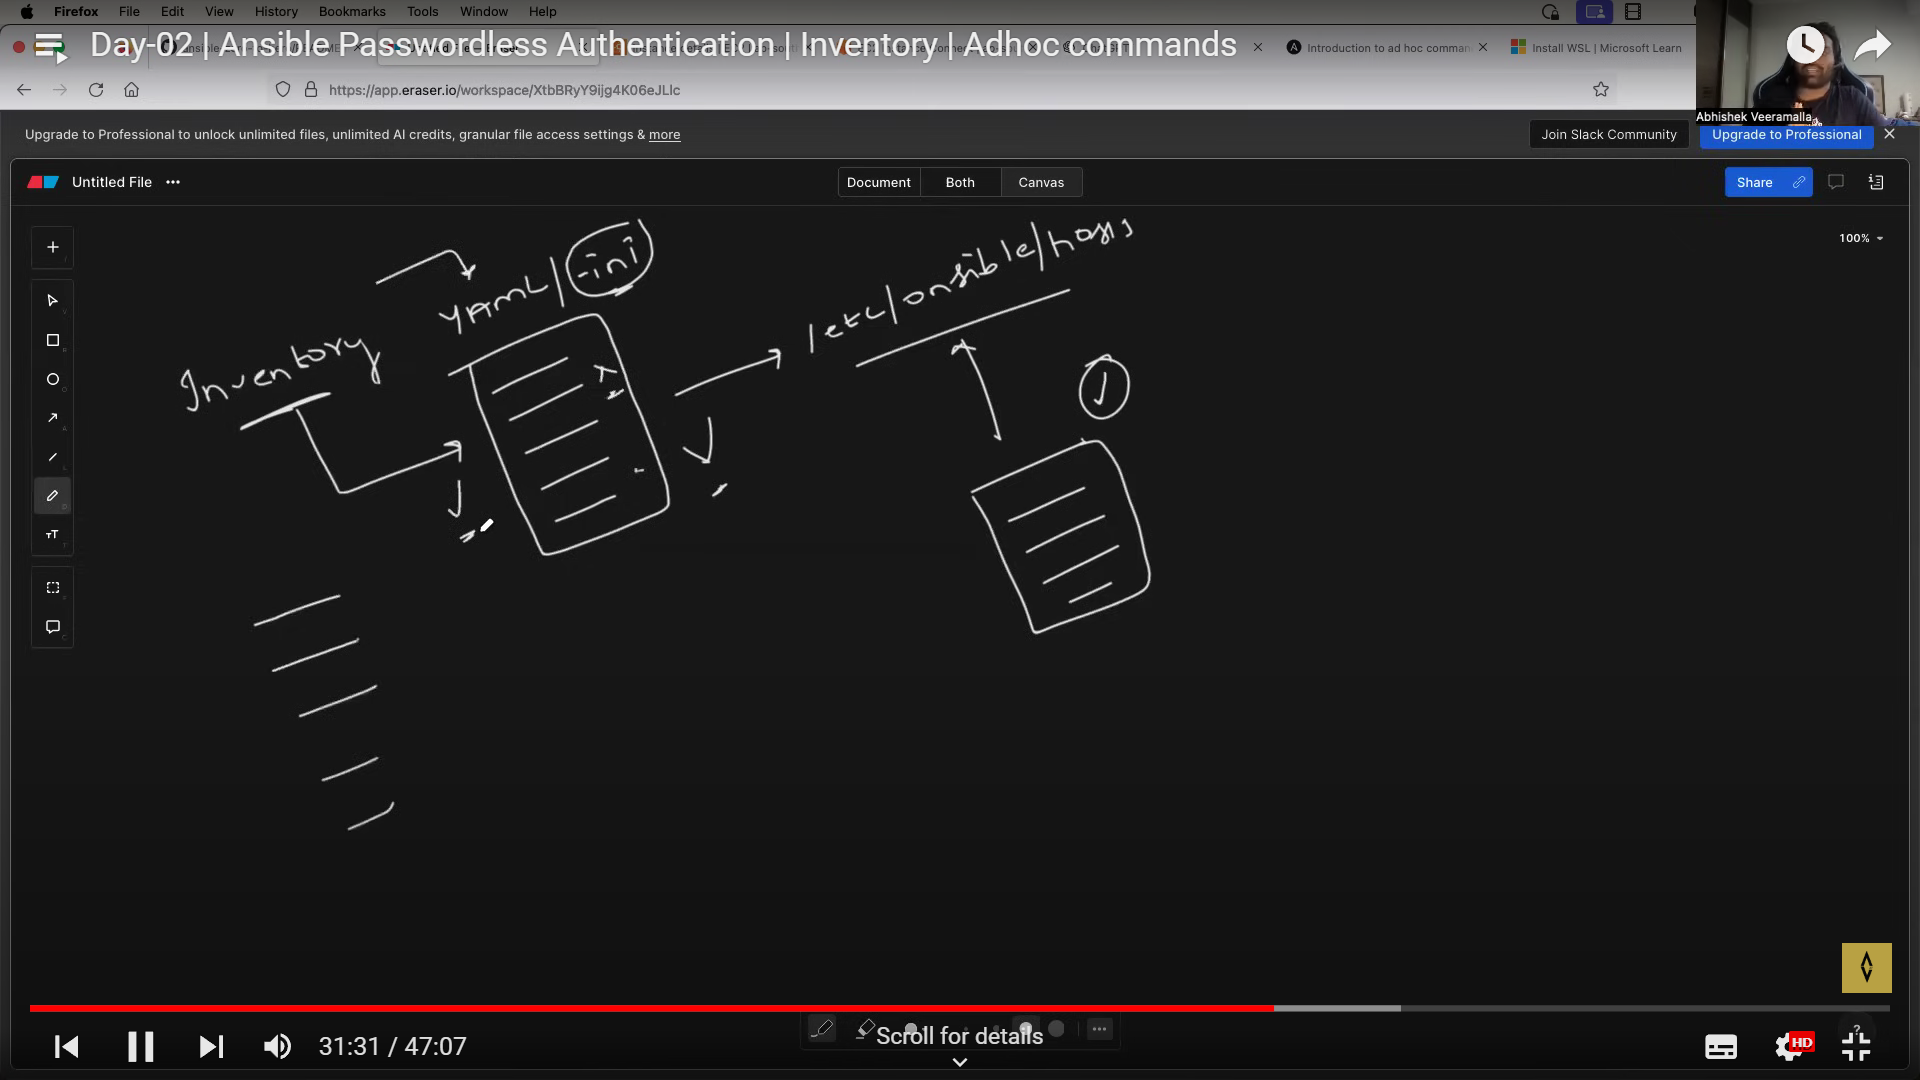 Firefox File Edit View History Bookmarks Tools Window Help
Day-02 | Ansible Passwordless Authentication | Inventory | Adhoc commands
Introduction to ad hoc comman
Install WSL | Microsoft Learn
https://app.eraser.io/workspace/XtbBRyY9ijg4K06eJLlc
Abhishek Veeramalla
Upgrade to Professional to unlock unlimited files, unlimited AI credits, granular file access settings & more
Join Slack Community
Upgrade to Professional
Untitled File
Document Both Canvas
Share
100%
YAML/.ini
/etc/ansible/hosts
Inventory
1
31:31 / 47:07
Scroll for details
HD